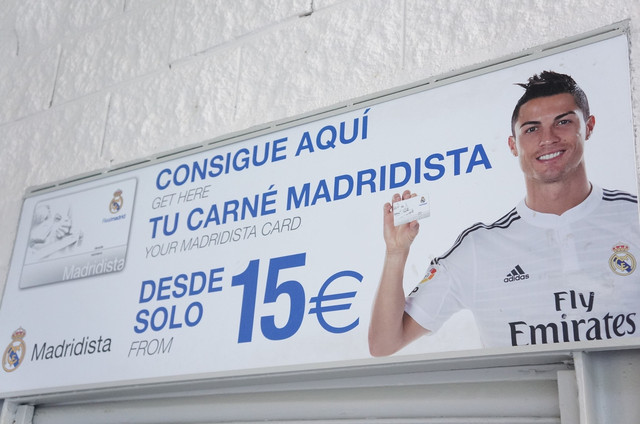 CONSIGUE AQUÍ
GET HERE
TU CARNÉ MADRIDISTA
YOUR MADRIDISTA CARD
DESDE
SOLO
FROM
15€
Madridista
Madridista
adidas
Fly
Emirates